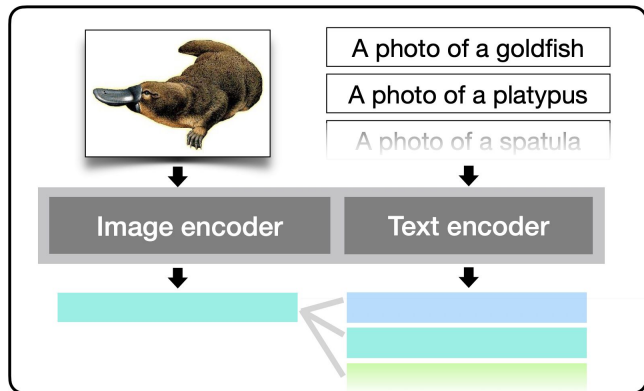 A photo of a goldfish
A photo of a platypus
A photo of a spatula
Image encoder
Text encoder